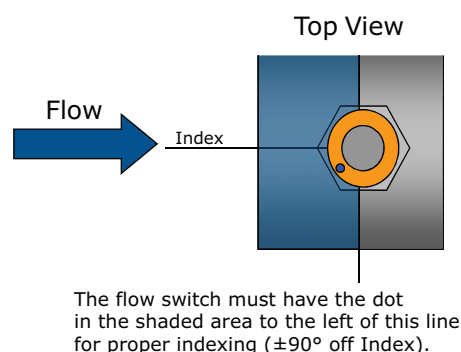 Top View
Flow
Index
The flow switch must have the dot
in the shaded area to the left of this line
for proper indexing (±90° off Index).